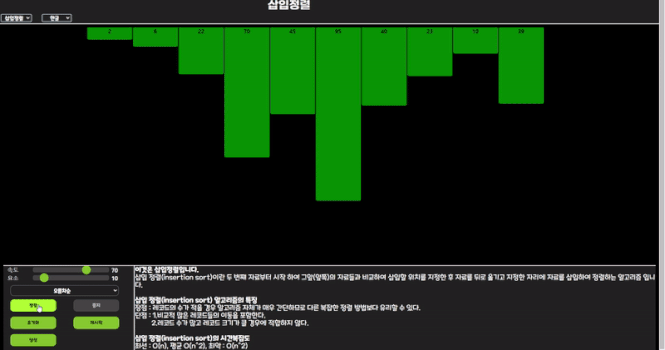 삽입정렬
삽입정렬 한글
2 6 22 70 45 95 40 23 12 39
속도 70
요소 10
오름차순
정렬 정지
초기화 재시작
랜덤
이것은 삽입정렬입니다.
삽입 정렬(insertion sort)이란 두 번째 자료부터 시작 하여 그앞(앞쪽)의 자료들과 비교하여 삽입할 위치를 지정한 후 자료를 뒤로 옮기고 지정한 자리에 자료를 삽입하여 정렬하는 알고리즘 입니
다.
삽입 정렬(insertion sort) 알고리즘의 특징
장점 : 레코드의 수가 적을 경우 알고리즘 자체가 매우 간단하므로 다른 복잡한 정렬 방법보다 유리할 수 있다.
단점 : 1.비교적 많은 레코드들의 이동을 포함한다.
2.레코드 수가 많고 레코드 크기가 클 경우에 적합하지 않다.
삽입 정렬(insertion sort)의 시간복잡도
최선 : O(n), 평균 O(n^2), 최악 : O(n^2)